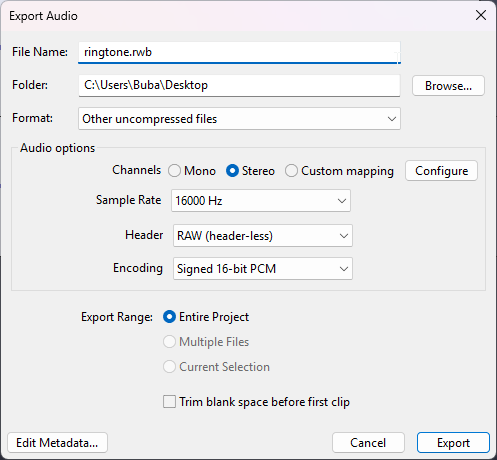 Export Audio
File Name: ringtone.rwb
Folder: C:\Users\Buba\Desktop Browse...
Format: Other uncompressed files
Audio options
Channels Mono Stereo Custom mapping Configure
Sample Rate 16000 Hz
Header RAW (header-less)
Encoding Signed 16-bit PCM
Export Range: Entire Project
Multiple Files
Current Selection
Trim blank space before first clip
Edit Metadata... Cancel Export